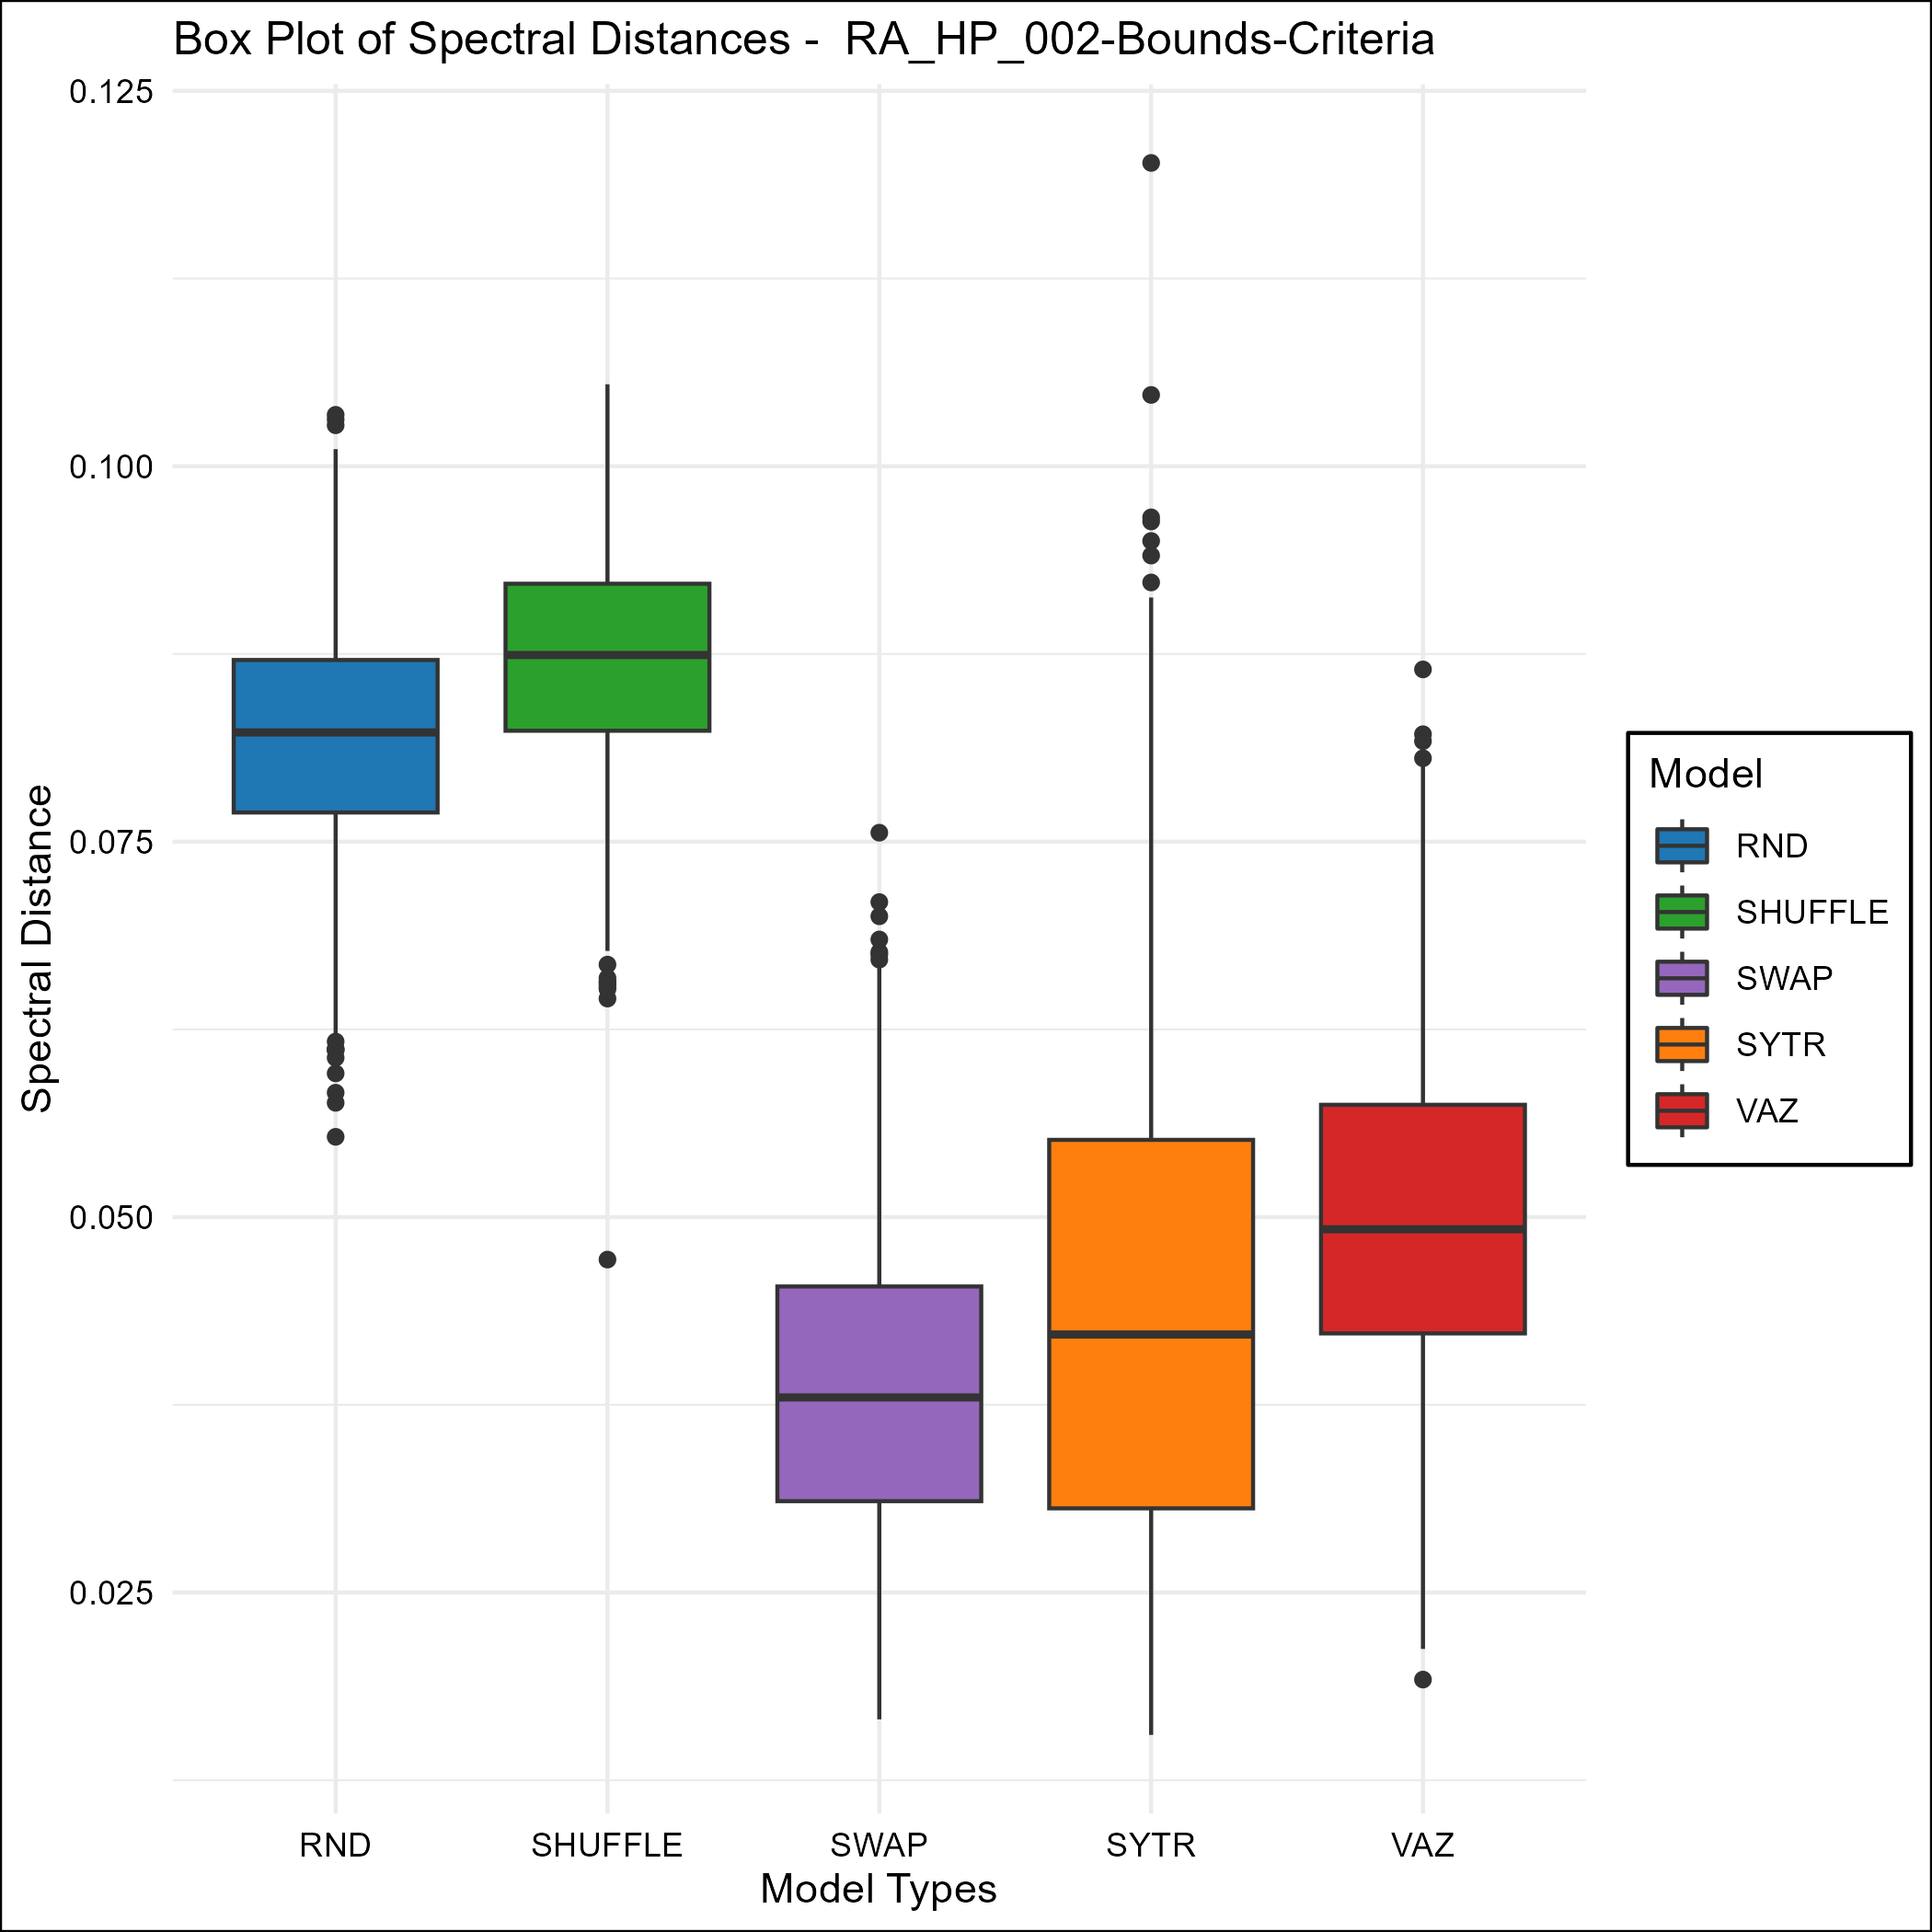 Box Plot of Spectral Distances -  RA_HP_002-Bounds-Criteria
Spectral Distance
0.125
0.100
0.075
0.050
0.025
RND SHUFFLE SWAP SYTR VAZ
Model Types
Model
RND
SHUFFLE
SWAP
SYTR
VAZ